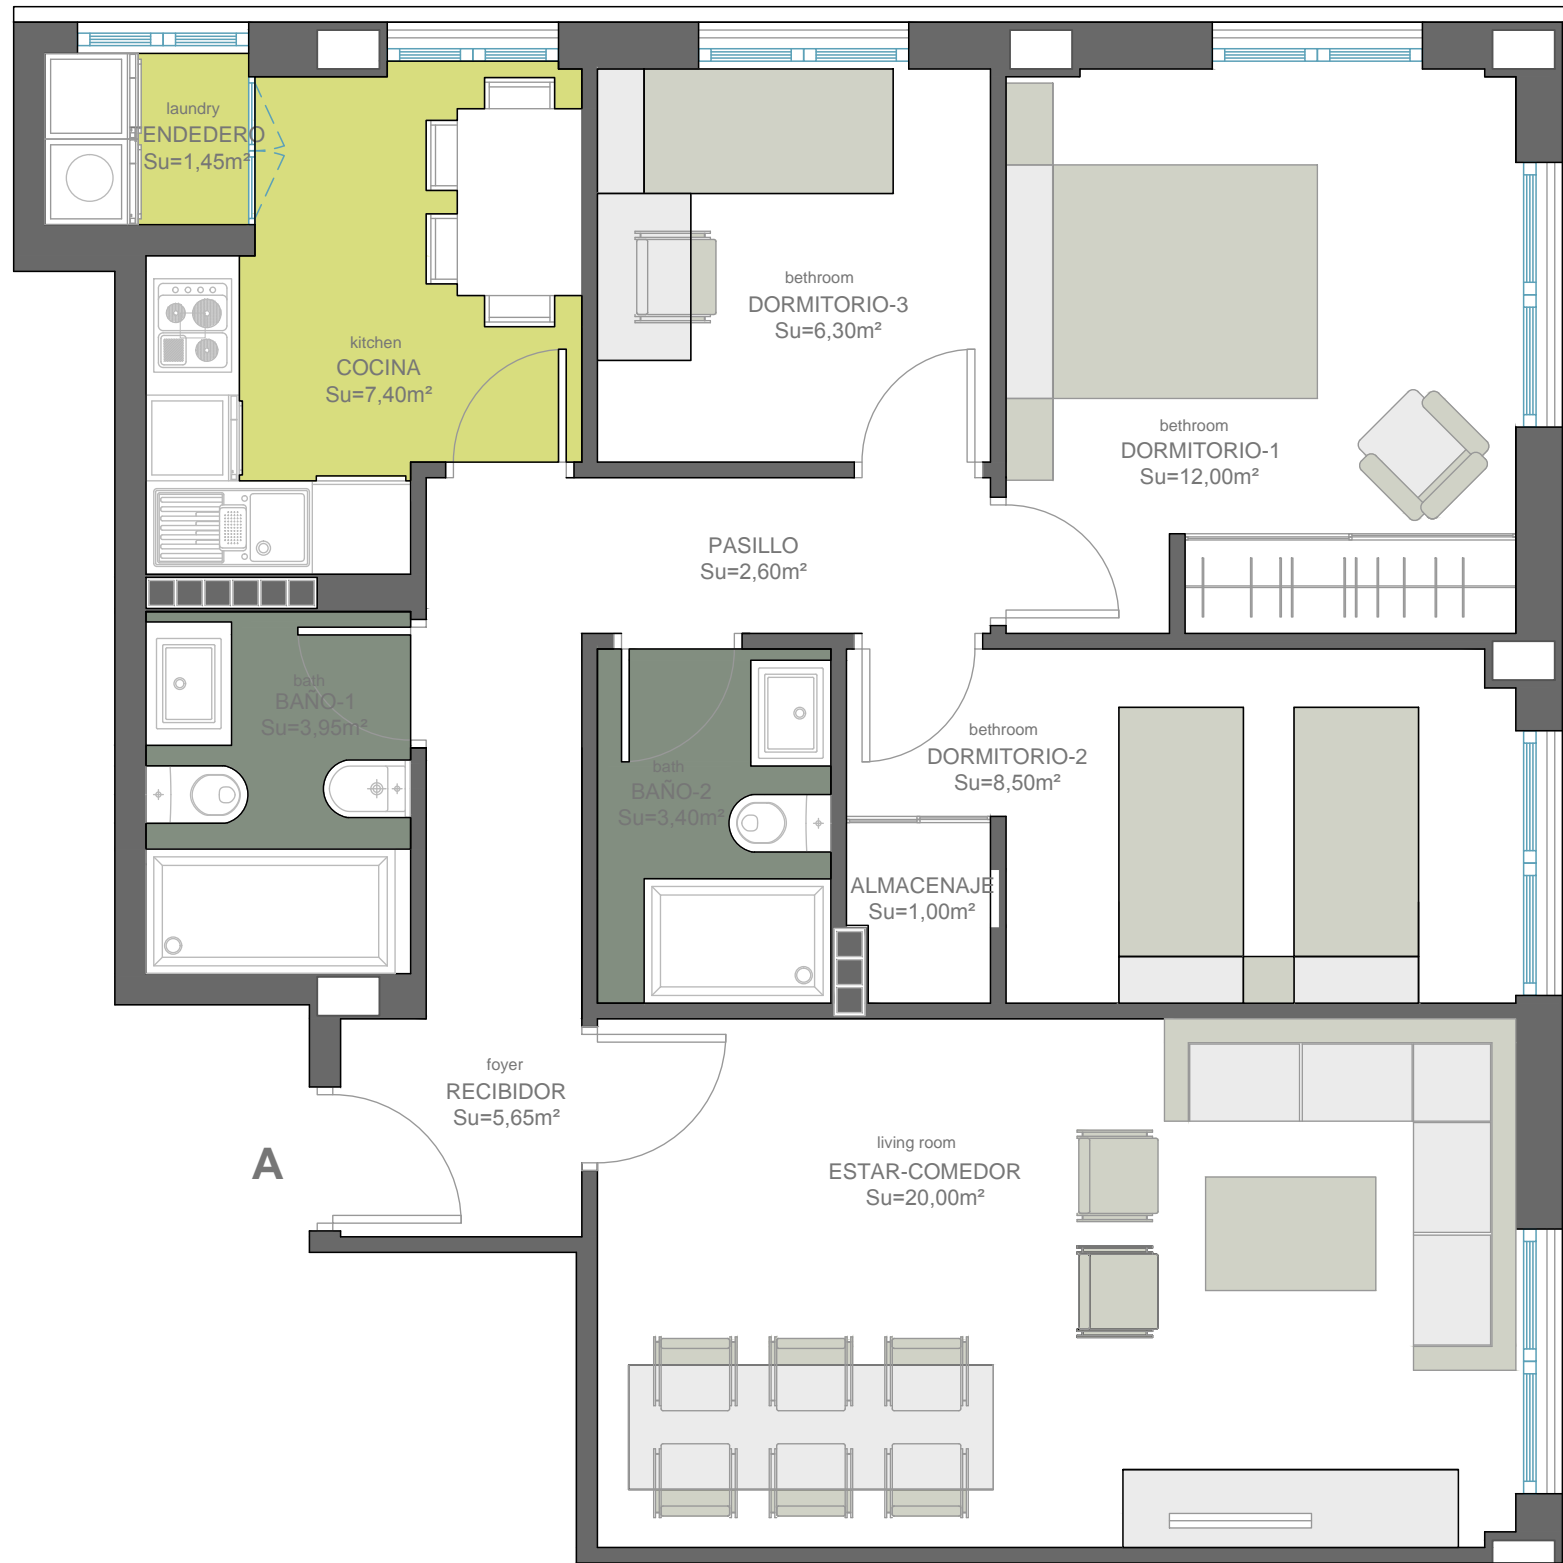 laundry
TENDEDERO
Su=1,45m²
kitchen
COCINA
Su=7,40m²
bethroom
DORMITORIO-3
Su=6,30m²
bethroom
DORMITORIO-1
Su=12,00m²
PASILLO
Su=2,60m²
bath
BAÑO-1
Su=3,95m²
bath
BAÑO-2
Su=3,40m²
bethroom
DORMITORIO-2
Su=8,50m²
ALMACENAJE
Su=1,00m²
foyer
RECIBIDOR
Su=5,65m²
A
living room
ESTAR-COMEDOR
Su=20,00m²